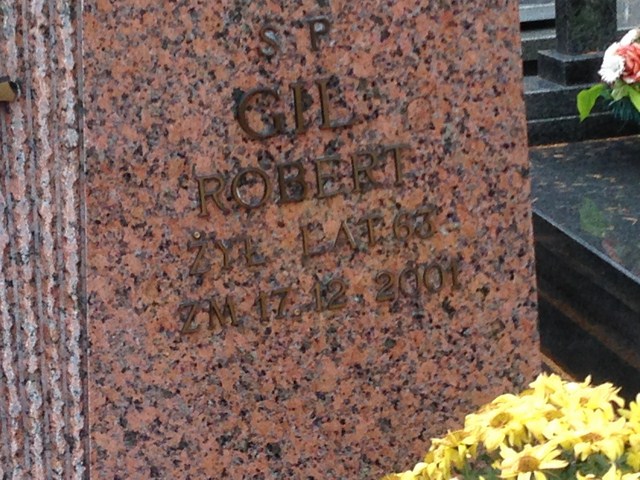 S P
GIL
ROBERT
ŻYŁ LAT 63
ZM. 17. 12 2001